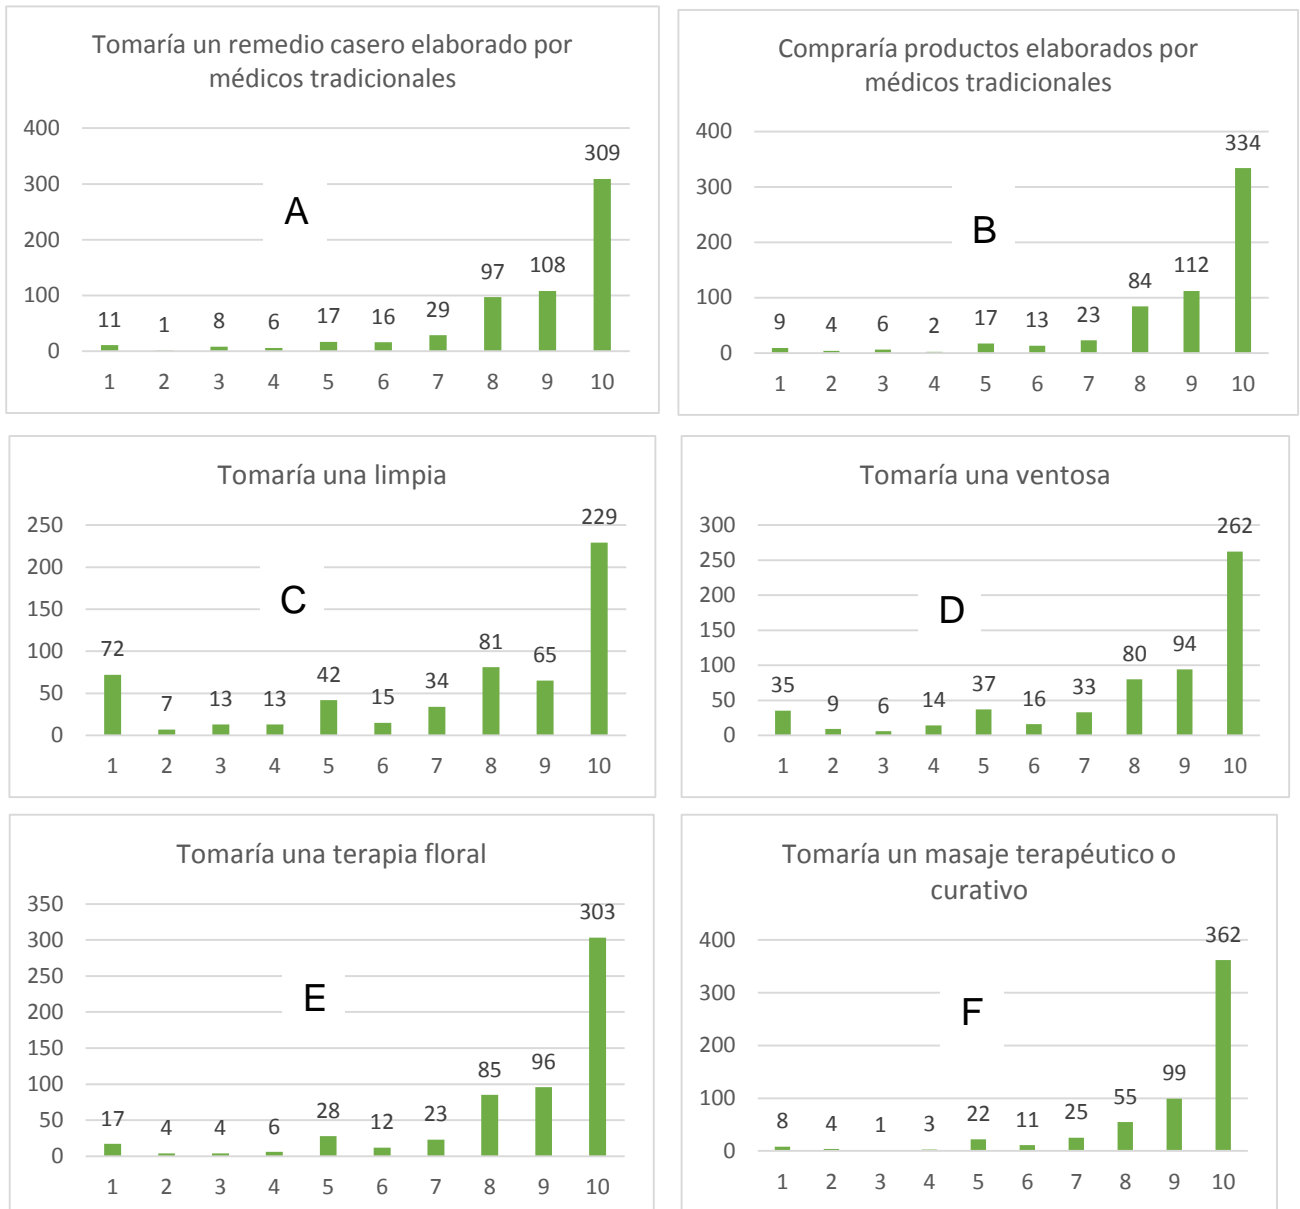 Tomaría un remedio casero elaborado por
médicos tradicionales
400
300
200
100
0
11 1 8 6 17 16 29 97 108 309
A
1 2 3 4 5 6 7 8 9 10
Compraría productos elaborados por
médicos tradicionales
400
300
200
100
0
9 4 6 2 17 13 23 84 112 334
B
1 2 3 4 5 6 7 8 9 10
Tomaría una limpia
250
200
150
100
50
0
72 7 13 13 42 15 34 81 65 229
C
1 2 3 4 5 6 7 8 9 10
Tomaría una ventosa
300
250
200
150
100
50
0
35 9 6 14 37 16 33 80 94 262
D
1 2 3 4 5 6 7 8 9 10
Tomaría una terapia floral
350
300
250
200
150
100
50
0
17 4 4 6 28 12 23 85 96 303
E
1 2 3 4 5 6 7 8 9 10
Tomaría un masaje terapéutico o
curativo
400
300
200
100
0
8 4 1 3 22 11 25 55 99 362
F
1 2 3 4 5 6 7 8 9 10